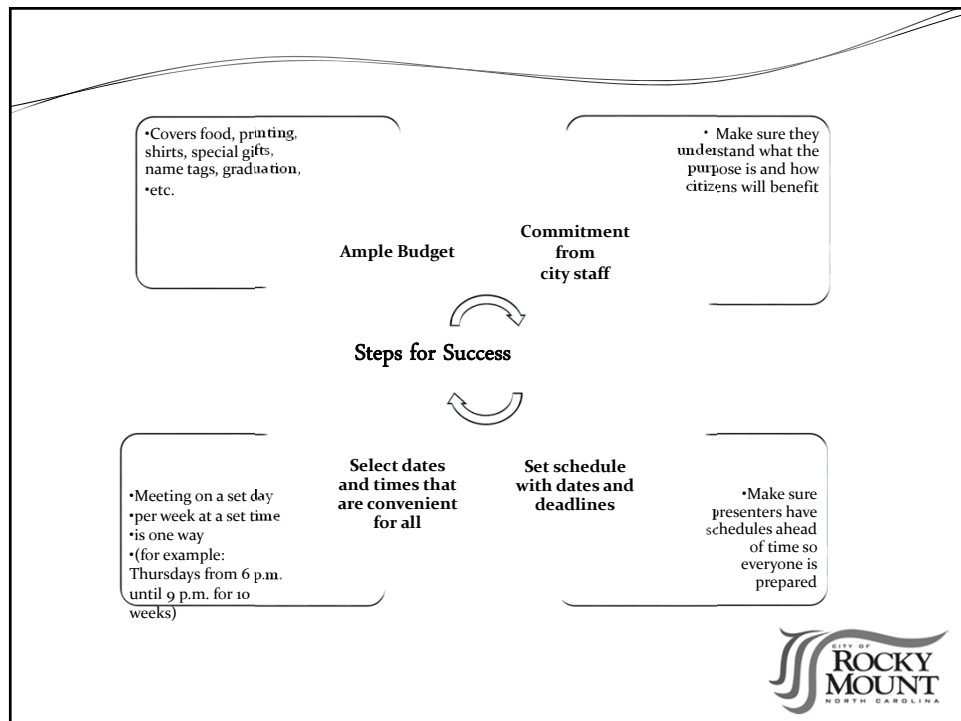 •Covers food, printing,
shirts, special gifts,
name tags, graduation,
•etc.
• Make sure they
understand what the
purpose is and how
citizens will benefit
Ample Budget
Commitment
from
city staff
Steps for Success
Select dates
and times that
are convenient
for all
Set schedule
with dates and
deadlines
•Meeting on a set day
•per week at a set time
•is one way
•(for example:
Thursdays from 6 p.m.
until 9 p.m. for 10
weeks)
•Make sure
presenters have
schedules ahead
of time so
everyone is
prepared
CITY OF
ROCKY
MOUNT
NORTH CAROLINA